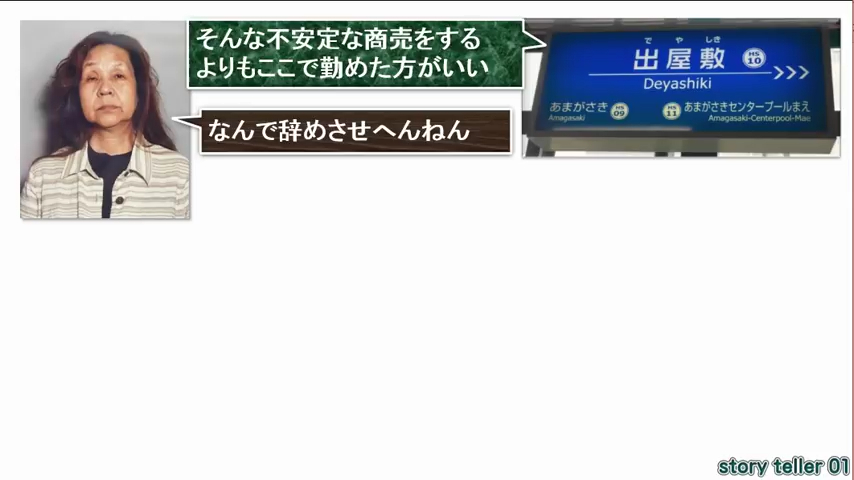 そんな不安定な商売をする
よりもここで勤めた方がいい
なんで辞めさせへんねん
で や しき
出屋敷 HS 10
Deyashiki
あまがさき HS 09
Amagasaki
HS 11 あまがさきセンタープールまえ
Amagasaki-Centerpool-Mae
story teller 01